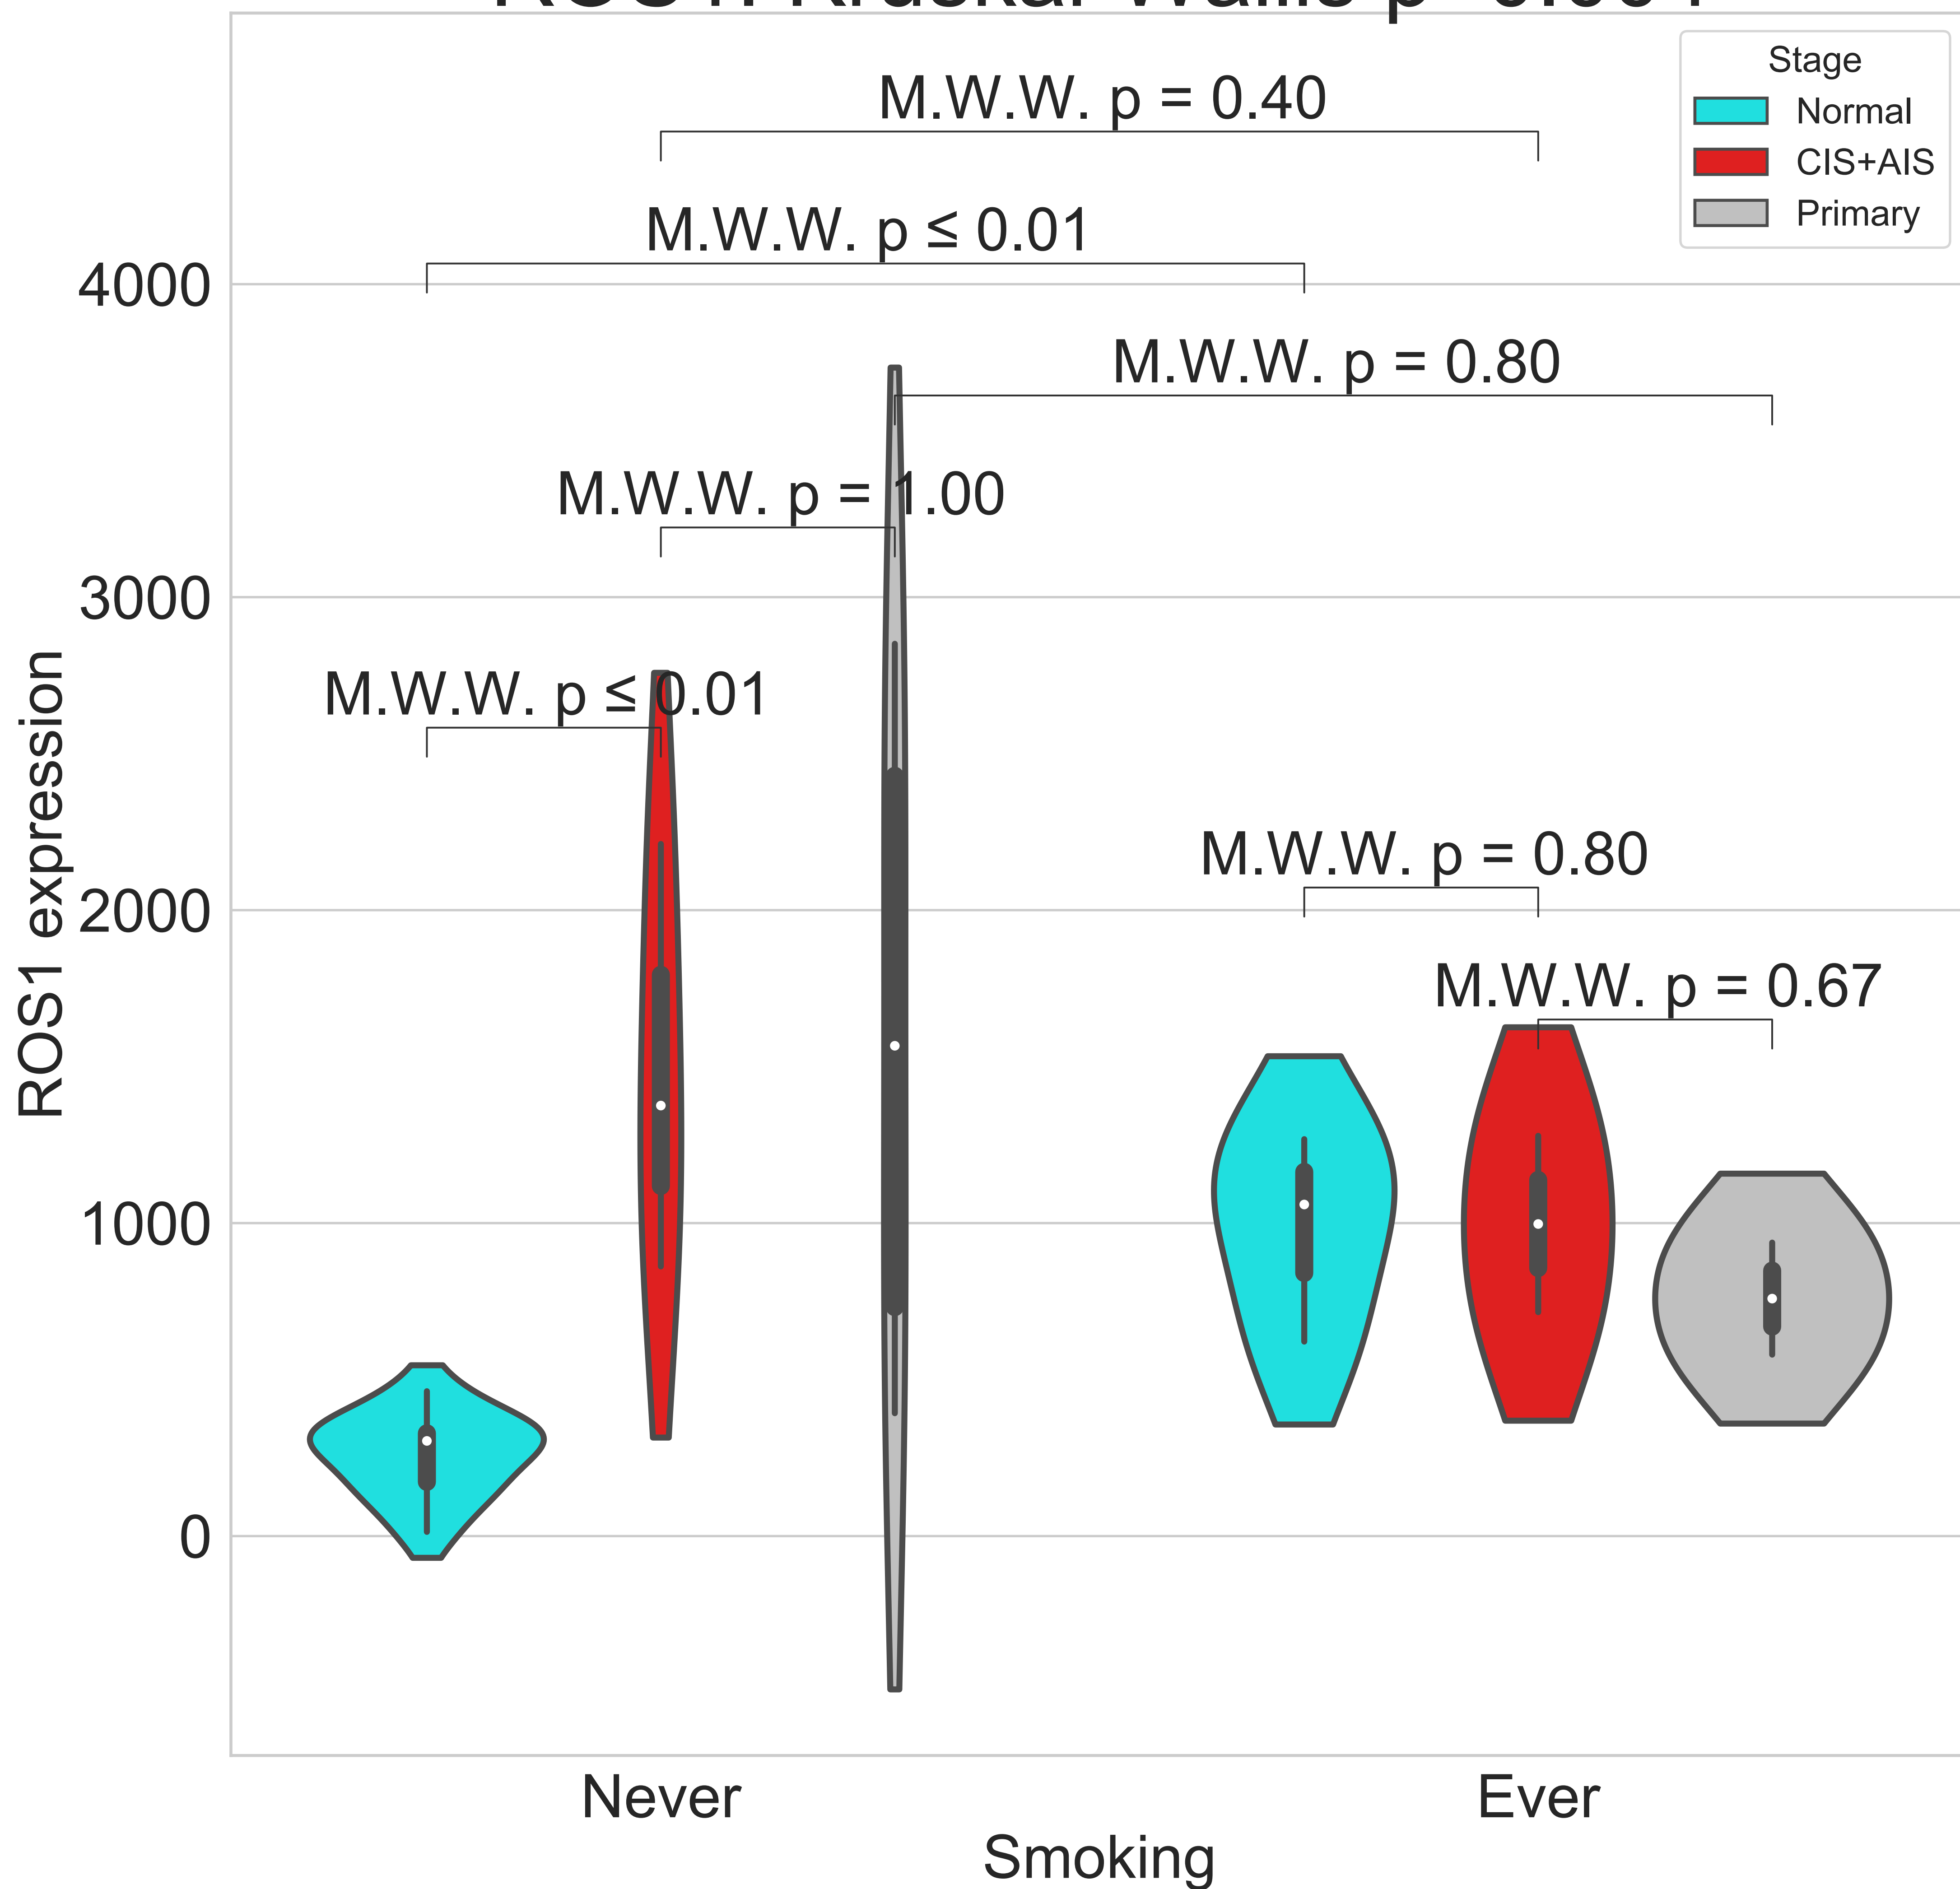 Stage
Normal
CIS+AIS
Primary
M.W.W. p = 0.40
M.W.W. p ≤ 0.01
M.W.W. p = 0.80
M.W.W. p = 1.00
M.W.W. p ≤ 0.01
M.W.W. p = 0.80
M.W.W. p = 0.67
4000
3000
2000
1000
0
ROS1 expression
Never
Ever
Smoking